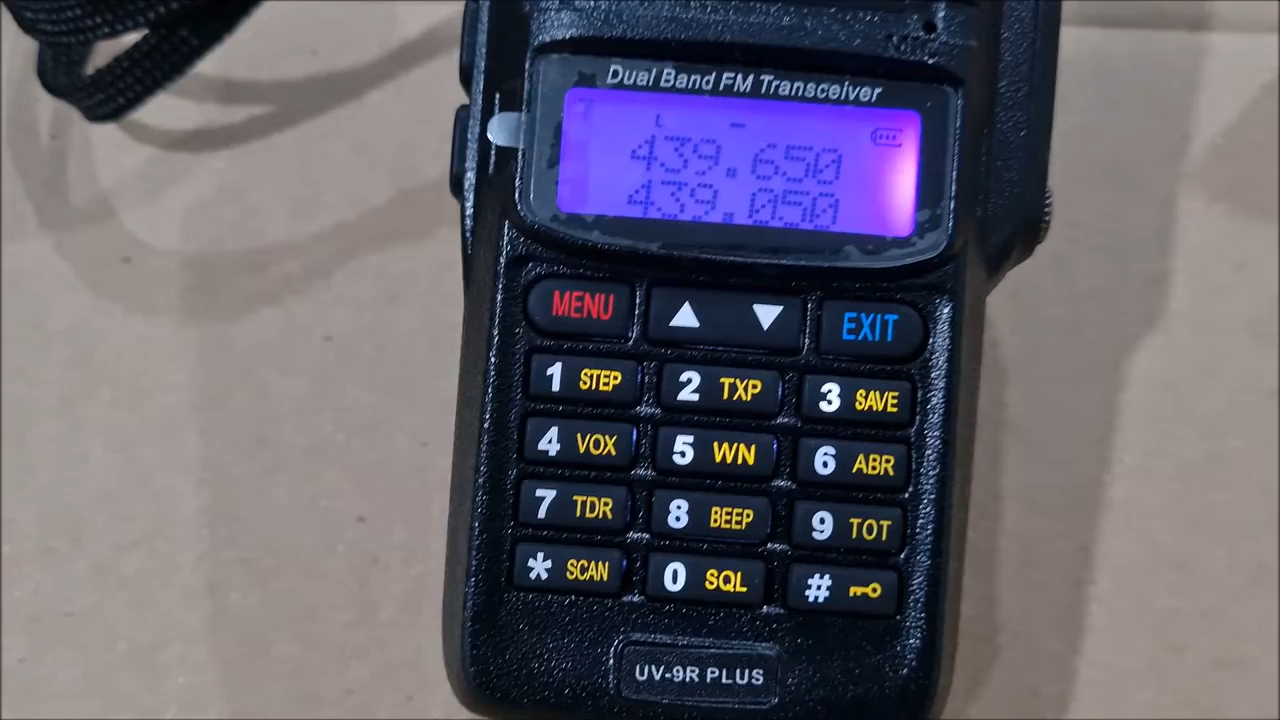 Dual Band FM Transceiver
L -
439.650
439.050
MENU ▲ ▼ EXIT
1 STEP 2 TXP 3 SAVE
4 VOX 5 WN 6 ABR
7 TDR 8 BEEP 9 TOT
* SCAN 0 SQL #
UV-9R PLUS